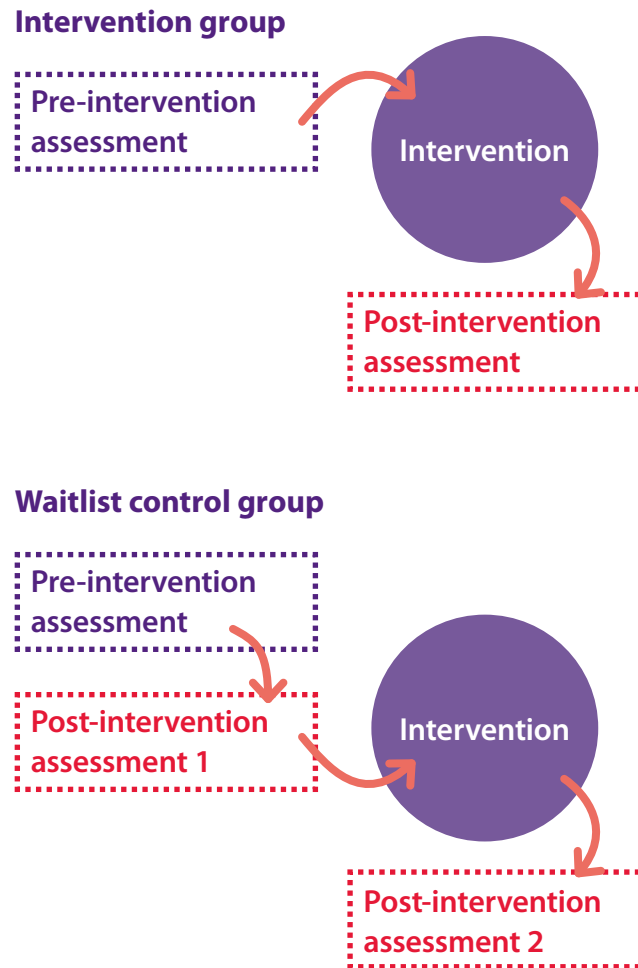 Intervention group
Pre-intervention
assessment
Intervention
Post-intervention
assessment
Waitlist control group
Pre-intervention
assessment
Post-intervention
assessment 1
Intervention
Post-intervention
assessment 2